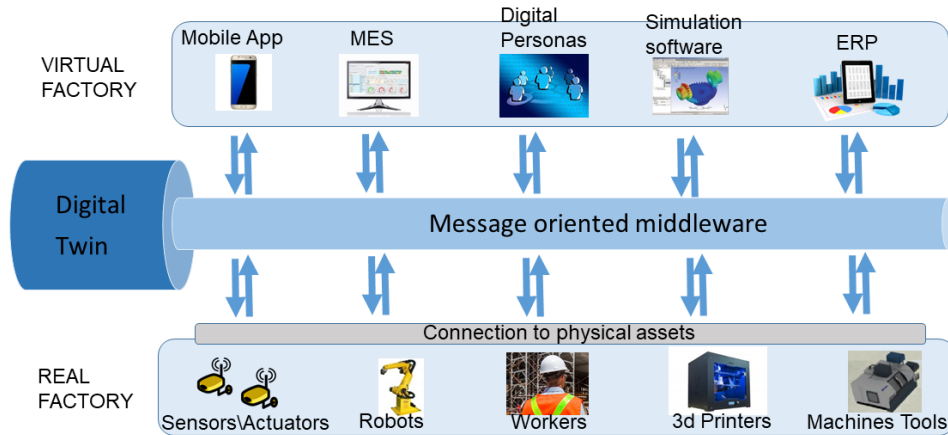 Mobile App
MES
Digital
Personas
Simulation
software
ERP
VIRTUAL
FACTORY
Digital
Twin
Message oriented middleware
Connection to physical assets
REAL
FACTORY
Sensors\Actuators
Robots
Workers
3d Printers
Machines Tools